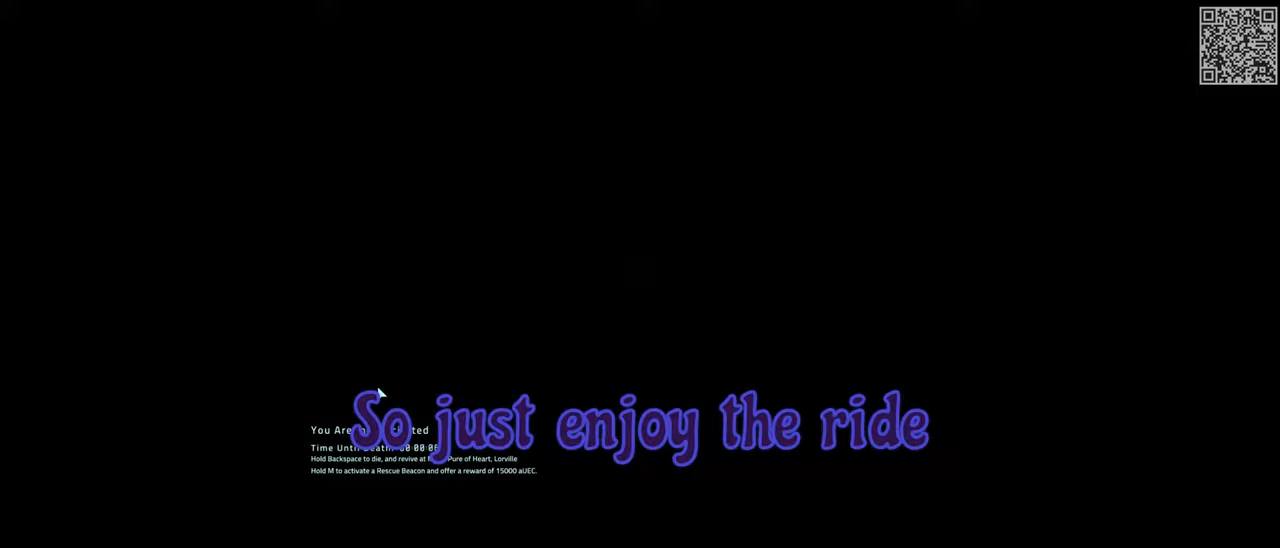 So just enjoy the ride
You Are
Time Until Death:
Hold Backspace to die, and revive at Pure of Heart, Lorville
Hold M to activate a Rescue Beacon and offer a reward of 15000 aUEC.